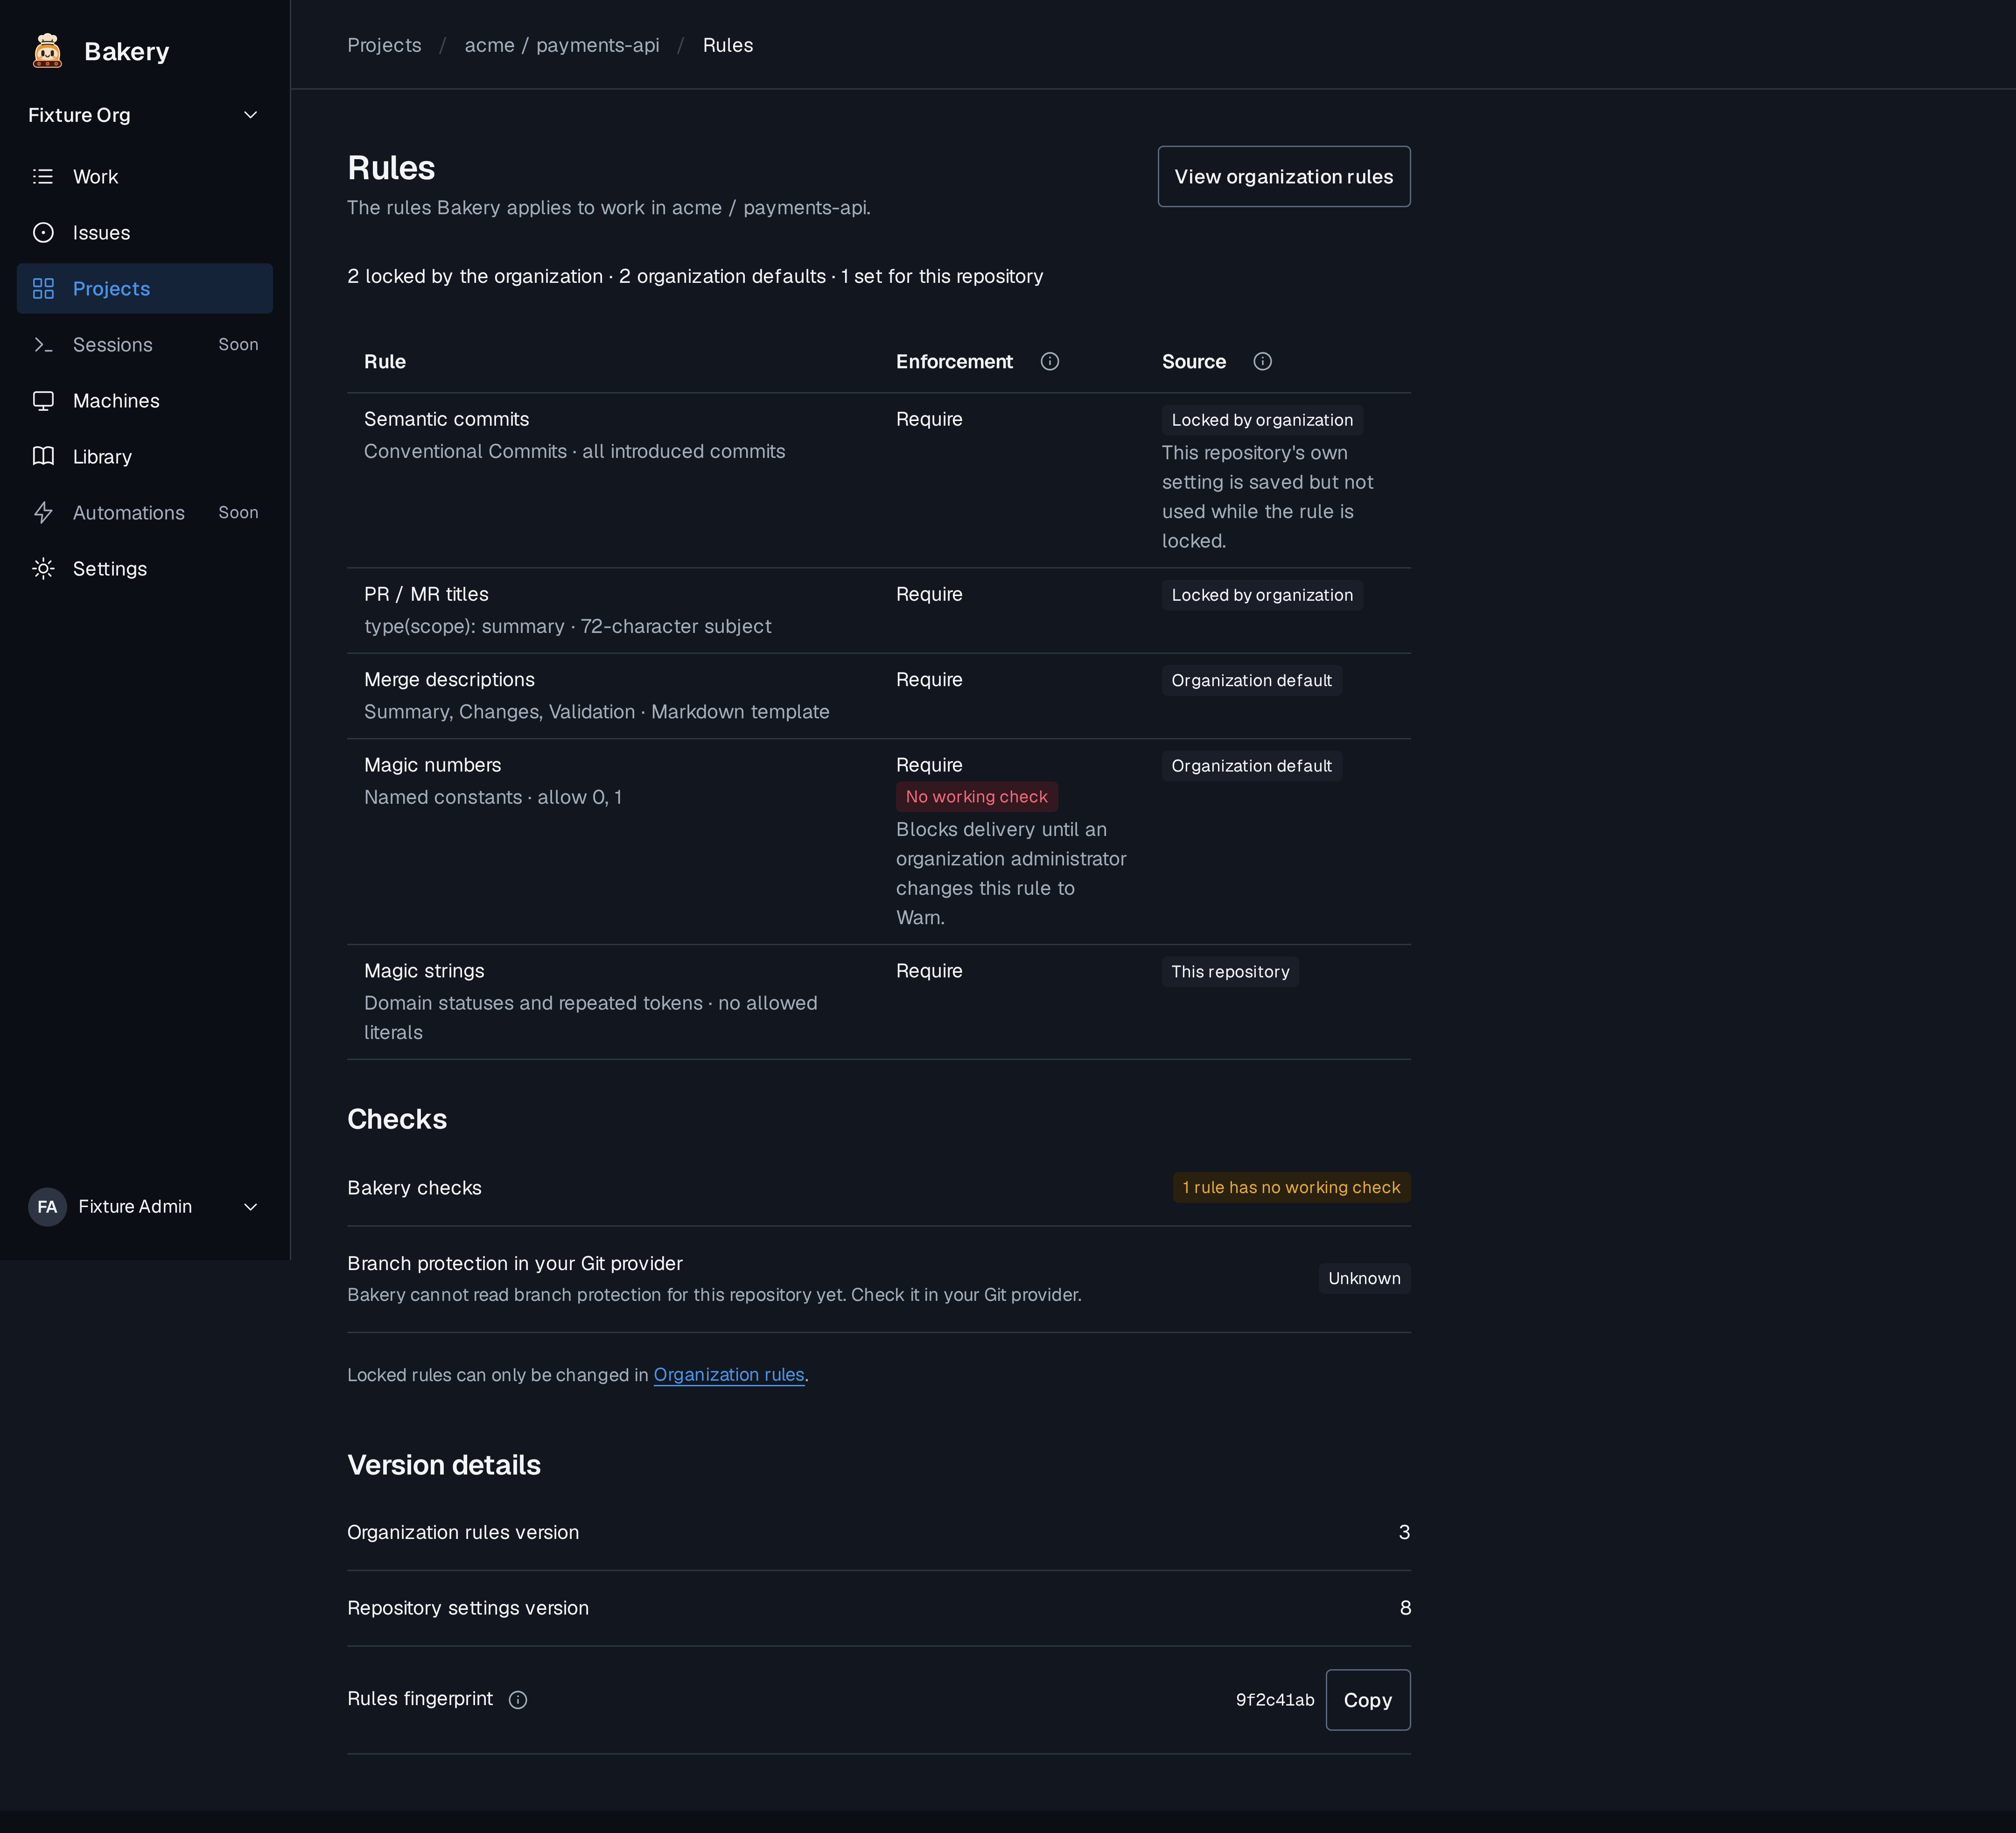 Bakery
Fixture Org
Work
Issues
Projects
Sessions Soon
Machines
Library
Automations Soon
Settings
FA Fixture Admin
Projects / acme / payments-api / Rules
Rules
The rules Bakery applies to work in acme / payments-api.
View organization rules
2 locked by the organization · 2 organization defaults · 1 set for this repository
Rule Enforcement Source
Semantic commits
Conventional Commits · all introduced commits
Require
Locked by organization
This repository's own
setting is saved but not
used while the rule is
locked.
PR / MR titles
type(scope): summary · 72-character subject
Require
Locked by organization
Merge descriptions
Summary, Changes, Validation · Markdown template
Require
Organization default
Magic numbers
Named constants · allow 0, 1
Require
No working check
Blocks delivery until an
organization administrator
changes this rule to
Warn.
Organization default
Magic strings
Domain statuses and repeated tokens · no allowed
literals
Require
This repository
Checks
Bakery checks 1 rule has no working check
Branch protection in your Git provider
Bakery cannot read branch protection for this repository yet. Check it in your Git provider.
Unknown
Locked rules can only be changed in Organization rules.
Version details
Organization rules version 3
Repository settings version 8
Rules fingerprint 9f2c41ab Copy